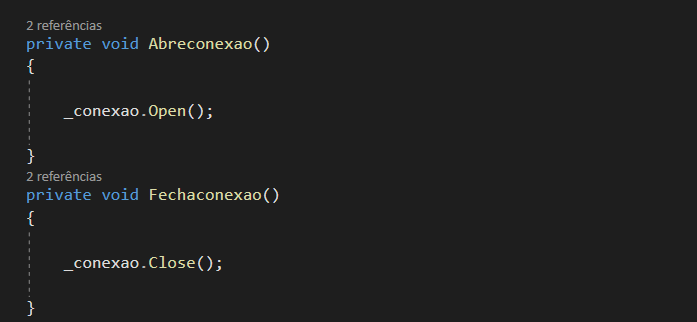 2 referências
private void Abreconexao()
{
_conexao.Open();
}
2 referências
private void Fechaconexao()
{
_conexao.Close();
}